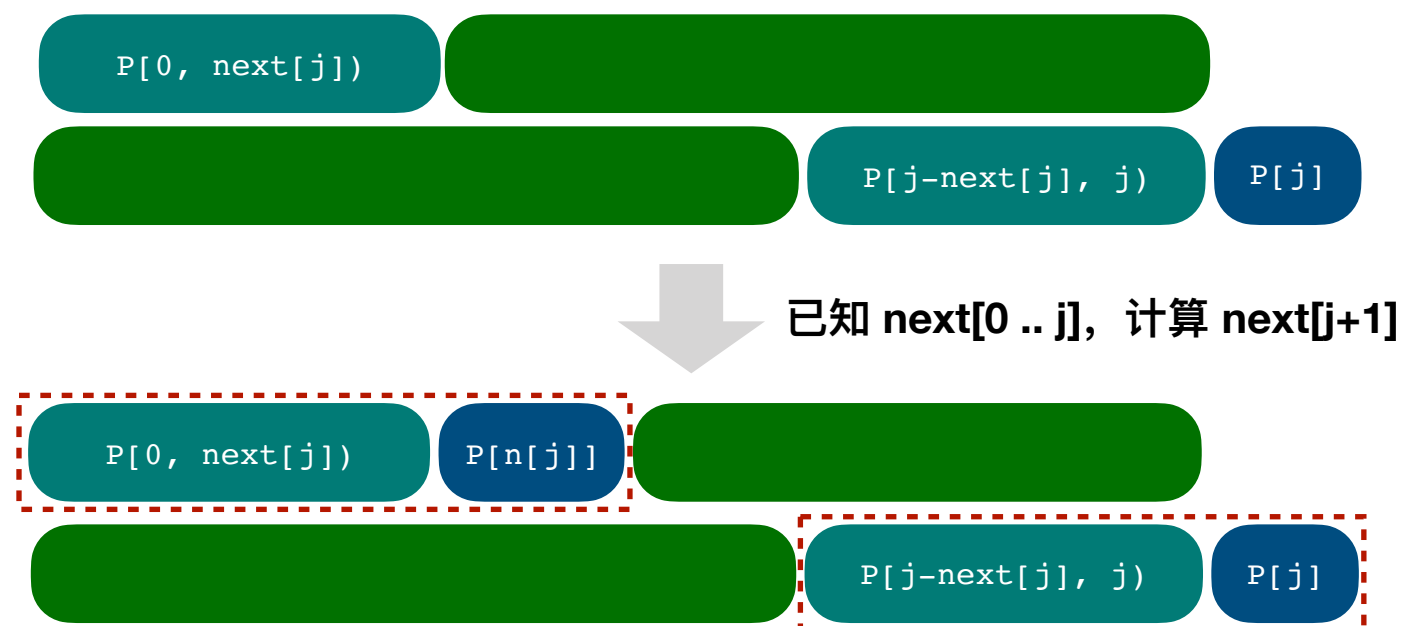 P[0, next[j])
P[j-next[j], j)
P[j]
已知 next[0 .. j]，计算 next[j+1]
P[0, next[j])
P[n[j]]
P[j-next[j], j)
P[j]